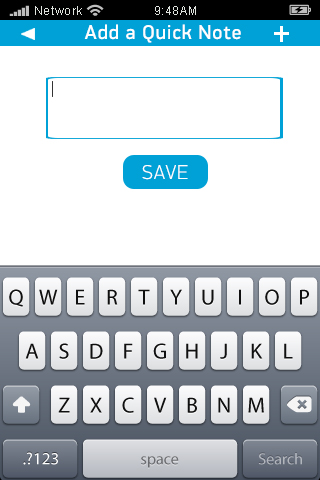 Network 9:48AM
Add a Quick Note
SAVE
Q W E R T Y U I O P
A S D F G H J K L
Z X C V B N M
.?123 space Search